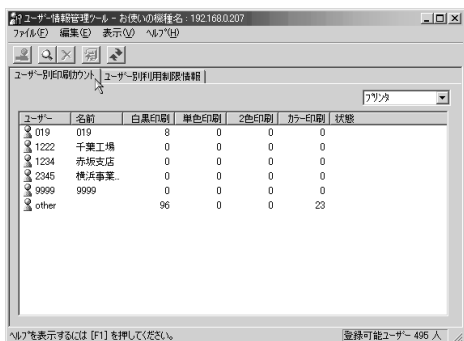 ユーザー情報管理ツール - お使いの機種名 : 192.168.0.207
ファイル(F) 編集(E) 表示(V) ヘルプ(H)
ユーザー別印刷カウント ユーザー別利用制限情報
プリンタ
ユーザー 名前 白黒印刷 単色印刷 2色印刷 カラー印刷 状態
019 019 8 0 0 0
1222 千葉工場 0 0 0 0
1234 赤坂支店 0 0 0 0
2345 横浜事業... 0 0 0 0
9999 9999 0 0 0 0
other 96 0 0 23
ヘルプを表示するには [F1] を押してください。 登録可能ユーザー 495 人